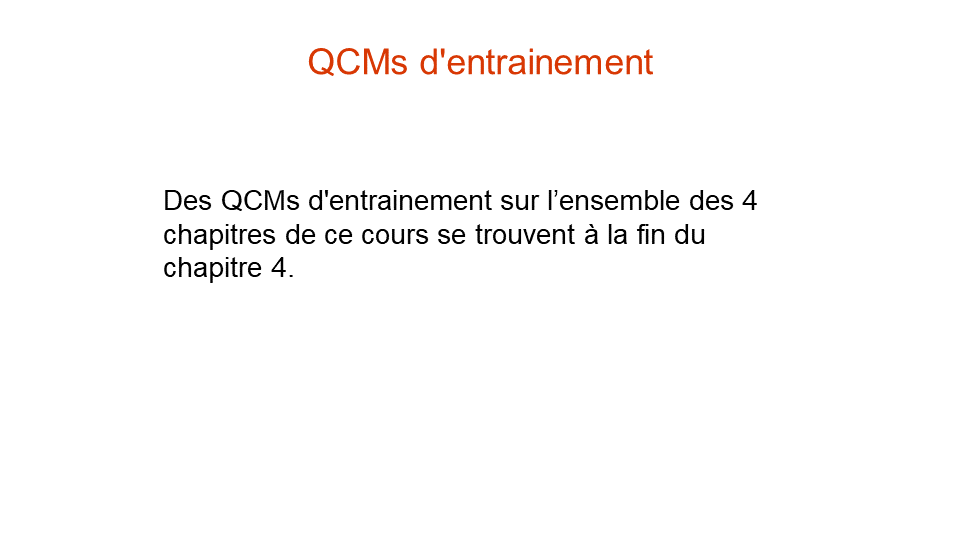 QCMs d'entrainement
Des QCMs d'entrainement sur l’ensemble des 4
chapitres de ce cours se trouvent à la fin du
chapitre 4.